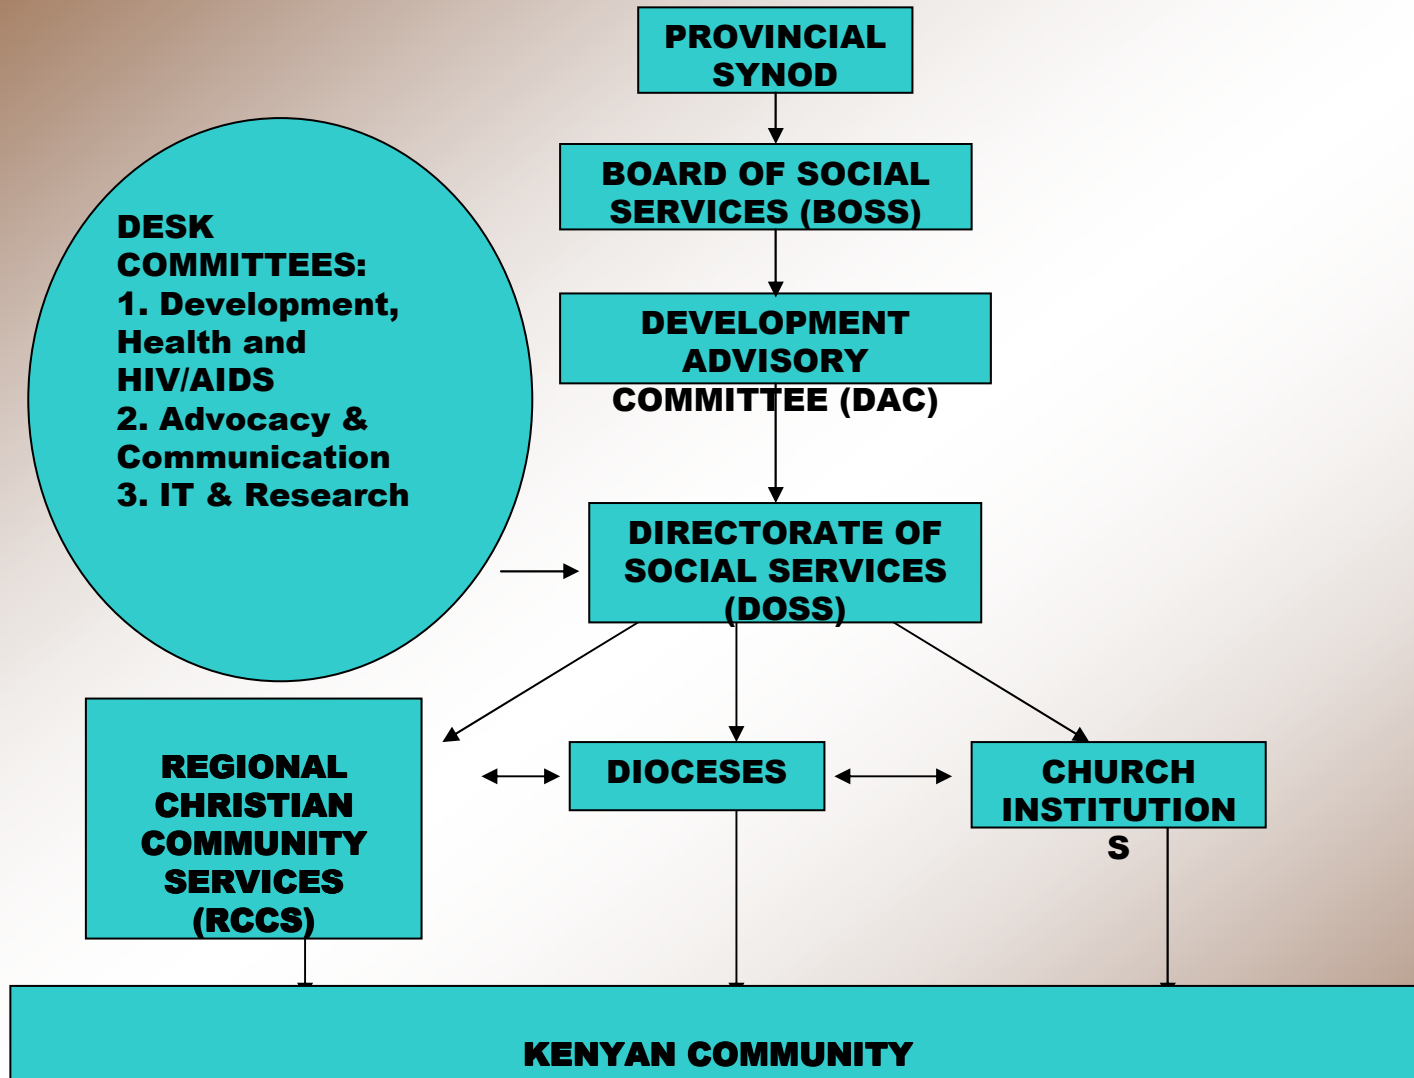 PROVINCIAL
SYNOD
BOARD OF SOCIAL
SERVICES (BOSS)
DESK
COMMITTEES:
1. Development,
Health and
HIV/AIDS
2. Advocacy &
Communication
3. IT & Research
DEVELOPMENT
ADVISORY
COMMITTEE (DAC)
DIRECTORATE OF
SOCIAL SERVICES
(DOSS)
REGIONAL
CHRISTIAN
COMMUNITY
SERVICES
(RCCS)
DIOCESES
CHURCH
INSTITUTION
S
KENYAN COMMUNITY